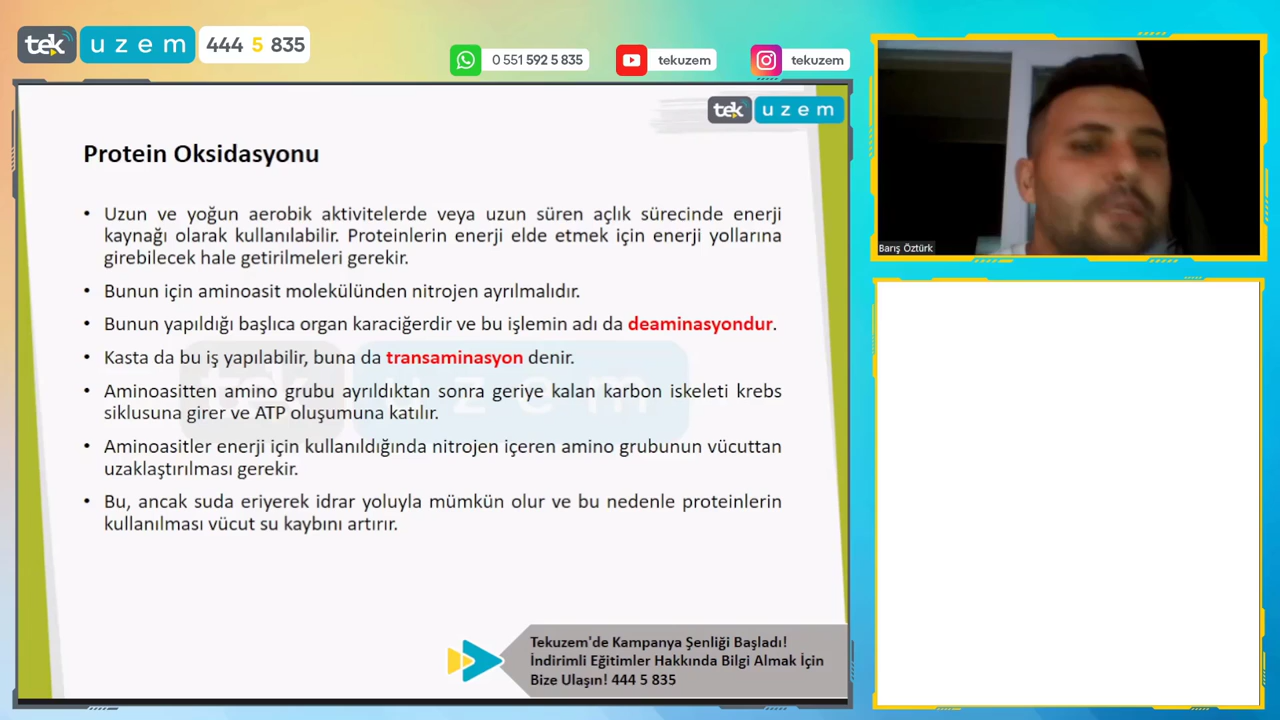 tek uzem 444 5 835
0 551 592 5 835
tekuzem
tekuzem
tek uzem
Protein Oksidasyonu
• Uzun ve yoğun aerobik aktivitelerde veya uzun süren açlık sürecinde enerji
kaynağı olarak kullanılabilir. Proteinlerin enerji elde etmek için enerji yollarına
girebilecek hale getirilmeleri gerekir.
• Bunun için aminoasit molekülünden nitrojen ayrılmalıdır.
• Bunun yapıldığı başlıca organ karaciğerdir ve bu işlemin adı da deaminasyondur.
• Kasta da bu iş yapılabilir, buna da transaminasyon denir.
• Aminoasitten amino grubu ayrıldıktan sonra geriye kalan karbon iskeleti krebs
siklusuna girer ve ATP oluşumuna katılır.
• Aminoasitler enerji için kullanıldığında nitrojen içeren amino grubunun vücuttan
uzaklaştırılması gerekir.
• Bu, ancak suda eriyerek idrar yoluyla mümkün olur ve bu nedenle proteinlerin
kullanılması vücut su kaybını artırır.
tek uzem
Tekuzem'de Kampanya Şenliği Başladı!
İndirimli Eğitimler Hakkında Bilgi Almak İçin
Bize Ulaşın! 444 5 835
Barış Öztürk